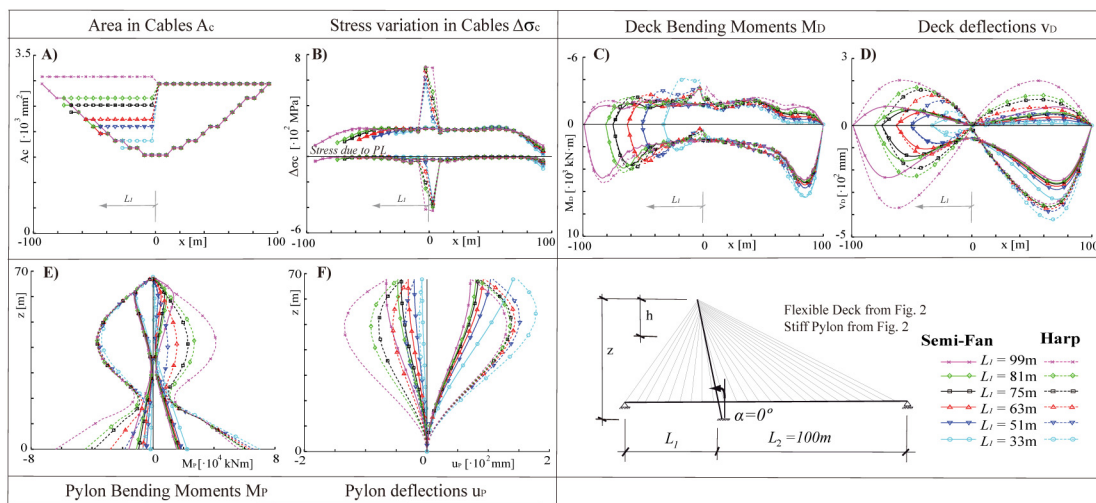 Area in Cables Ac
Stress variation in Cables Δσc
Deck Bending Moments MD
Deck deflections vD
A)
3.5
Ac [·10³ mm²]
0
L1
-100
0
x [m]
100
B)
8
Δσc [·10² MPa]
Stress due to PL
-6
L1
-100
0
x [m]
100
C)
-6
0
MD [·10³ kN·m]
10
L1
-100
0
x [m]
100
D)
3
0
vD [·10² mm]
-5
L1
-100
0
x [m]
100
E)
70
z [m]
0
8
MP [·10⁴ kNm]
0
-8
F)
70
z [m]
0
-2
0
uP [·10² mm]
2
h
z
Flexible Deck from Fig. 2
Stiff Pylon from Fig. 2
α=0º
L1
L2 =100m
Semi-Fan
Harp
L1 = 99m
L1 = 81m
L1 = 75m
L1 = 63m
L1 = 51m
L1 = 33m
Pylon Bending Moments MP
Pylon deflections uP